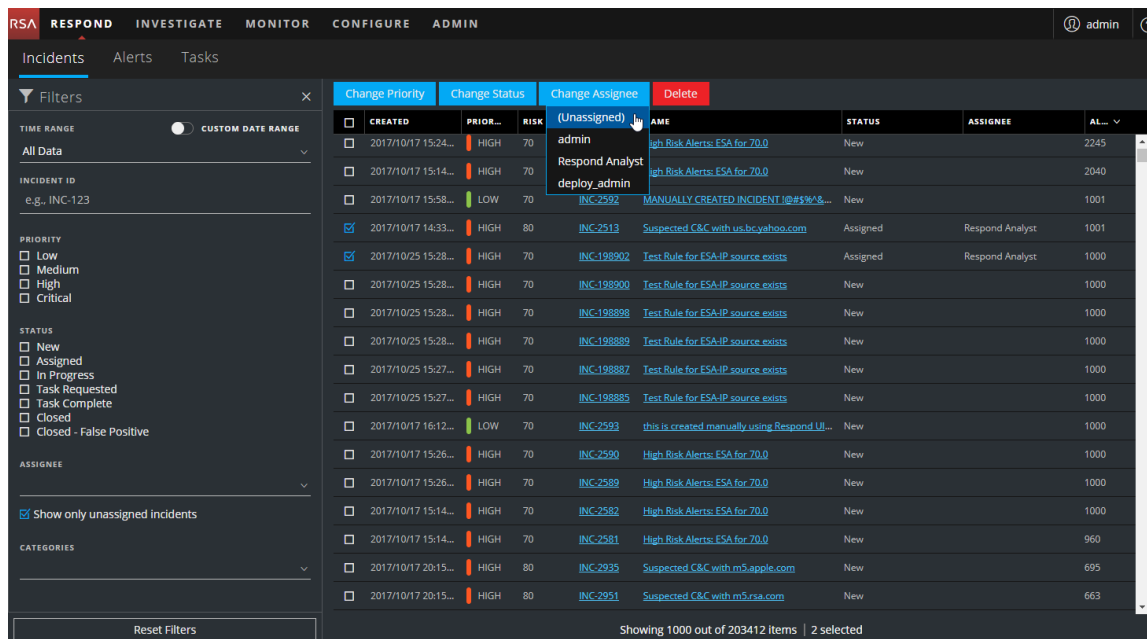 RSA RESPOND INVESTIGATE MONITOR CONFIGURE ADMIN admin
Incidents Alerts Tasks
Filters
TIME RANGE CUSTOM DATE RANGE
All Data
INCIDENT ID
e.g., INC-123
PRIORITY
Low
Medium
High
Critical
STATUS
New
Assigned
In Progress
Task Requested
Task Complete
Closed
Closed - False Positive
ASSIGNEE
Show only unassigned incidents
CATEGORIES
Reset Filters
Change Priority Change Status Change Assignee Delete
(Unassigned)
admin
Respond Analyst
deploy_admin
CREATED PRIOR... RISK AME STATUS ASSIGNEE AL...
2017/10/17 15:24... HIGH 70 igh Risk Alerts: ESA for 70.0 New 2245
2017/10/17 15:14... HIGH 70 igh Risk Alerts: ESA for 70.0 New 2040
2017/10/17 15:58... LOW 70 INC-2592 MANUALLY CREATED INCIDENT !@#$%^&... New 1001
2017/10/17 14:33... HIGH 80 INC-2513 Suspected C&C with us.bc.yahoo.com Assigned Respond Analyst 1001
2017/10/25 15:28... HIGH 70 INC-198902 Test Rule for ESA-IP source exists Assigned Respond Analyst 1000
2017/10/25 15:28... HIGH 70 INC-198900 Test Rule for ESA-IP source exists New 1000
2017/10/25 15:28... HIGH 70 INC-198898 Test Rule for ESA-IP source exists New 1000
2017/10/25 15:28... HIGH 70 INC-198889 Test Rule for ESA-IP source exists New 1000
2017/10/25 15:27... HIGH 70 INC-198887 Test Rule for ESA-IP source exists New 1000
2017/10/25 15:27... HIGH 70 INC-198885 Test Rule for ESA-IP source exists New 1000
2017/10/17 16:12... LOW 70 INC-2593 this is created manually using Respond UI... New 1000
2017/10/17 15:26... HIGH 70 INC-2590 High Risk Alerts: ESA for 70.0 New 1000
2017/10/17 15:26... HIGH 70 INC-2589 High Risk Alerts: ESA for 70.0 New 1000
2017/10/17 15:14... HIGH 70 INC-2582 High Risk Alerts: ESA for 70.0 New 1000
2017/10/17 15:14... HIGH 70 INC-2581 High Risk Alerts: ESA for 70.0 New 960
2017/10/17 20:15... HIGH 80 INC-2935 Suspected C&C with m5.apple.com New 695
2017/10/17 20:15... HIGH 80 INC-2951 Suspected C&C with m5.rsa.com New 663
Showing 1000 out of 203412 items | 2 selected